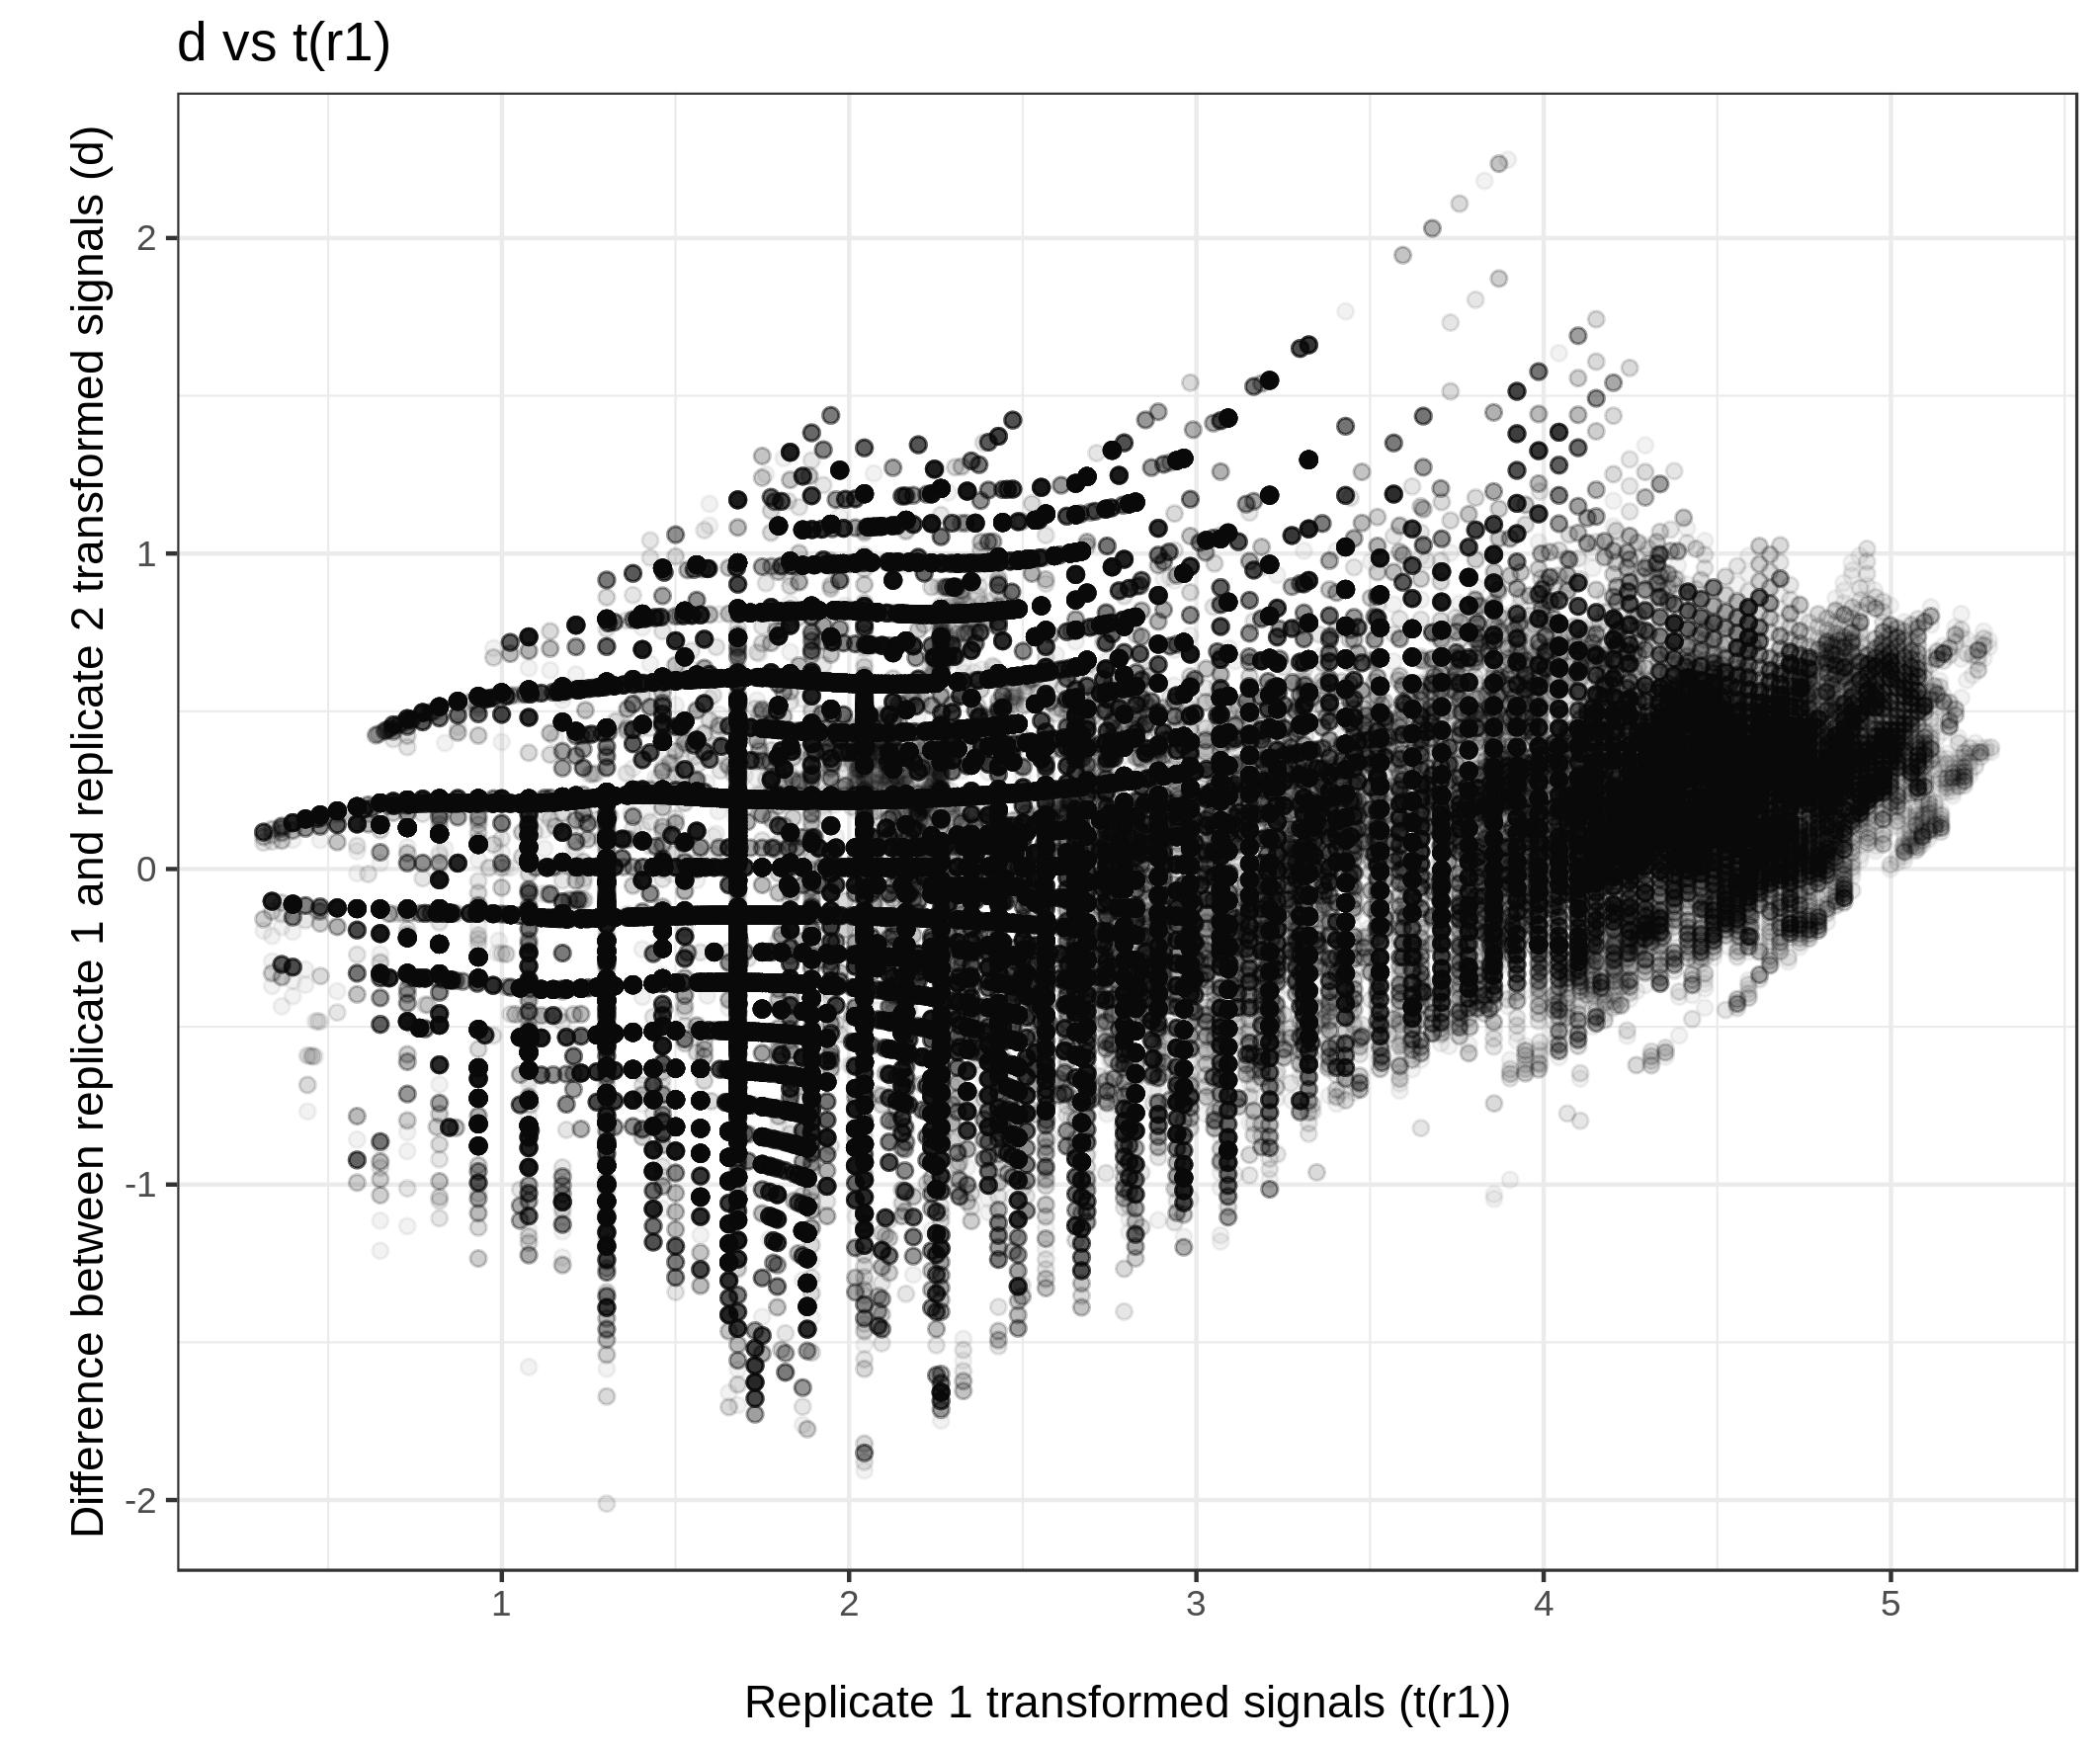 d vs t(r1)
Difference between replicate 1 and replicate 2 transformed signals (d)
2
1
0
-1
-2
1 2 3 4 5
Replicate 1 transformed signals (t(r1))